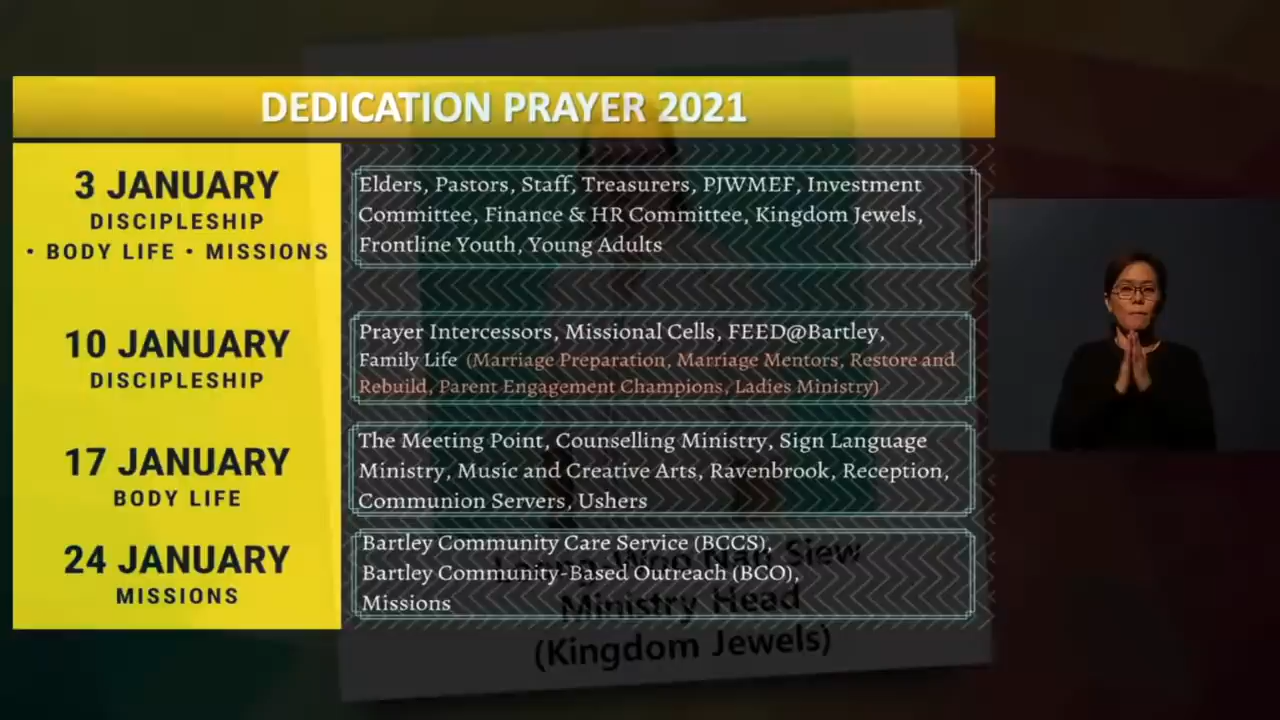 DEDICATION PRAYER 2021
3 JANUARY
DISCIPLESHIP
• BODY LIFE • MISSIONS
Elders, Pastors, Staff, Treasurers, PJWMEF, Investment
Committee, Finance & HR Committee, Kingdom Jewels,
Frontline Youth, Young Adults
10 JANUARY
DISCIPLESHIP
Prayer Intercessors, Missional Cells, FEED@Bartley,
Family Life (Marriage Preparation, Marriage Mentors, Restore and
Rebuild, Parent Engagement Champions, Ladies Ministry)
17 JANUARY
BODY LIFE
The Meeting Point, Counselling Ministry, Sign Language
Ministry, Music and Creative Arts, Ravenbrook, Reception,
Communion Servers, Ushers
24 JANUARY
MISSIONS
Bartley Community Care Service (BCCS),
Bartley Community-Based Outreach (BCO),
Missions
Siew
Ministry Head
(Kingdom Jewels)